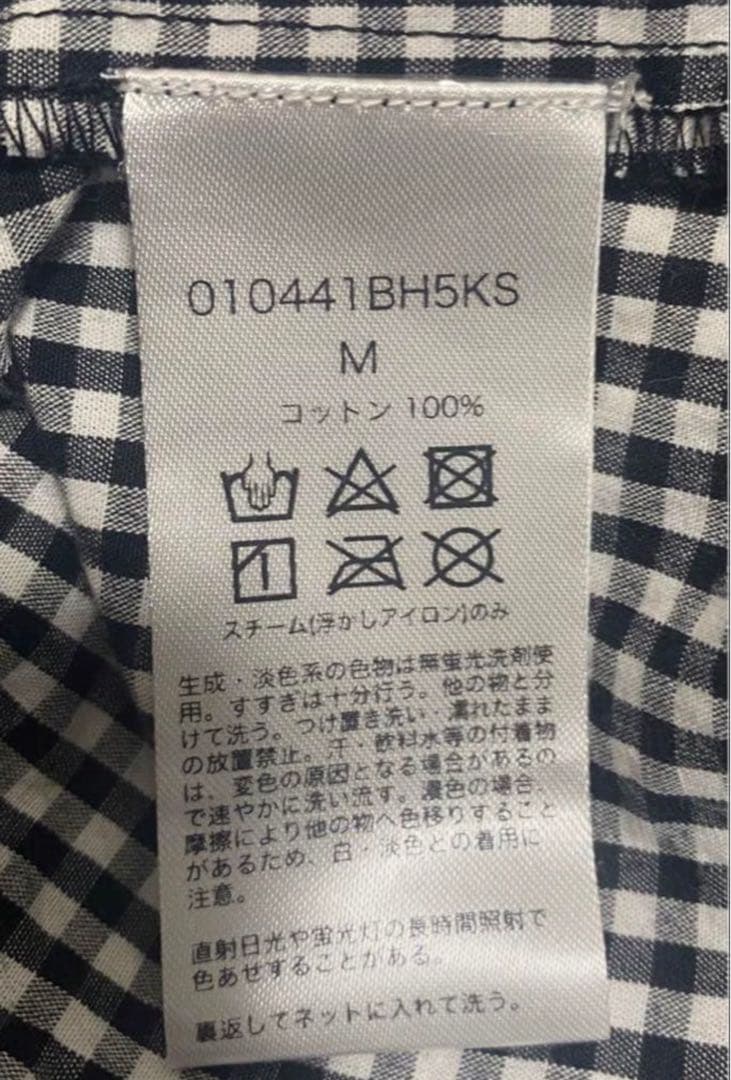 010441BH5KS
M
コットン 100%
スチーム(浮かしアイロン)のみ
生成・淡色系の色物は無蛍光洗剤使
用。すすぎは十分行う。他の物と分
けて洗う。つけ置き洗い・濡れたまま
の放置禁止。汗・飲料水等の付着物
は、変色の原因となる場合があるの
で速やかに洗い流す。濃色の場合、
摩擦により他の物へ色移りすること
があるため、白・淡色との着用に
注意。
直射日光や蛍光灯の長時間照射で
色あせすることがある。
裏返してネットに入れて洗う。